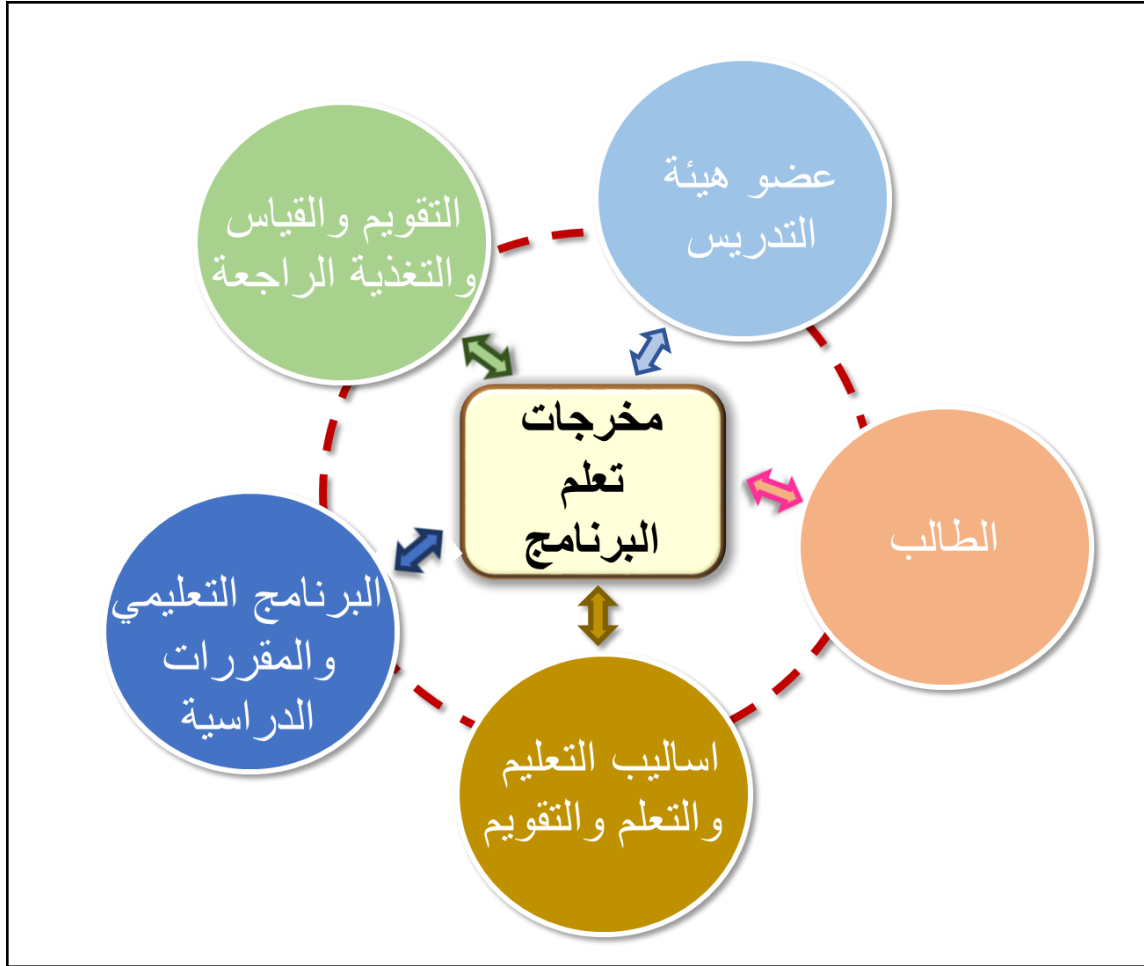 عضو هيئة
التدريس
التقويم والقياس
والتغذية الراجعة
مخرجات
تعلم
البرنامج
الطالب
البرنامج التعليمي
والمقررات
الدراسية
اساليب التعليم
والتعلم والتقويم